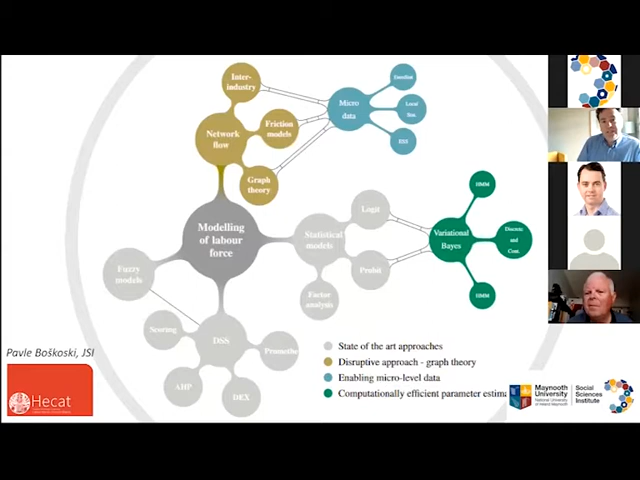 Inter-
industry
Network
flow
Friction
models
Graph
theory
Micro
data
Local
Modelling
of labour
force
Statistical
models
Logit
Probit
Factor
analysis
Variational
Bayes
HMM
Discrete
and
Cont.
HMM
Fuzzy
models
DSS
Scoring
AHP
DEX
Promethe
State of the art approaches
Disruptive approach - graph theory
Enabling micro-level data
Computationally efficient parameter estima
Pavle Boškoski, JSI
Hecat
Maynooth
University
National University
of Ireland Maynooth
Social
Sciences
Institute